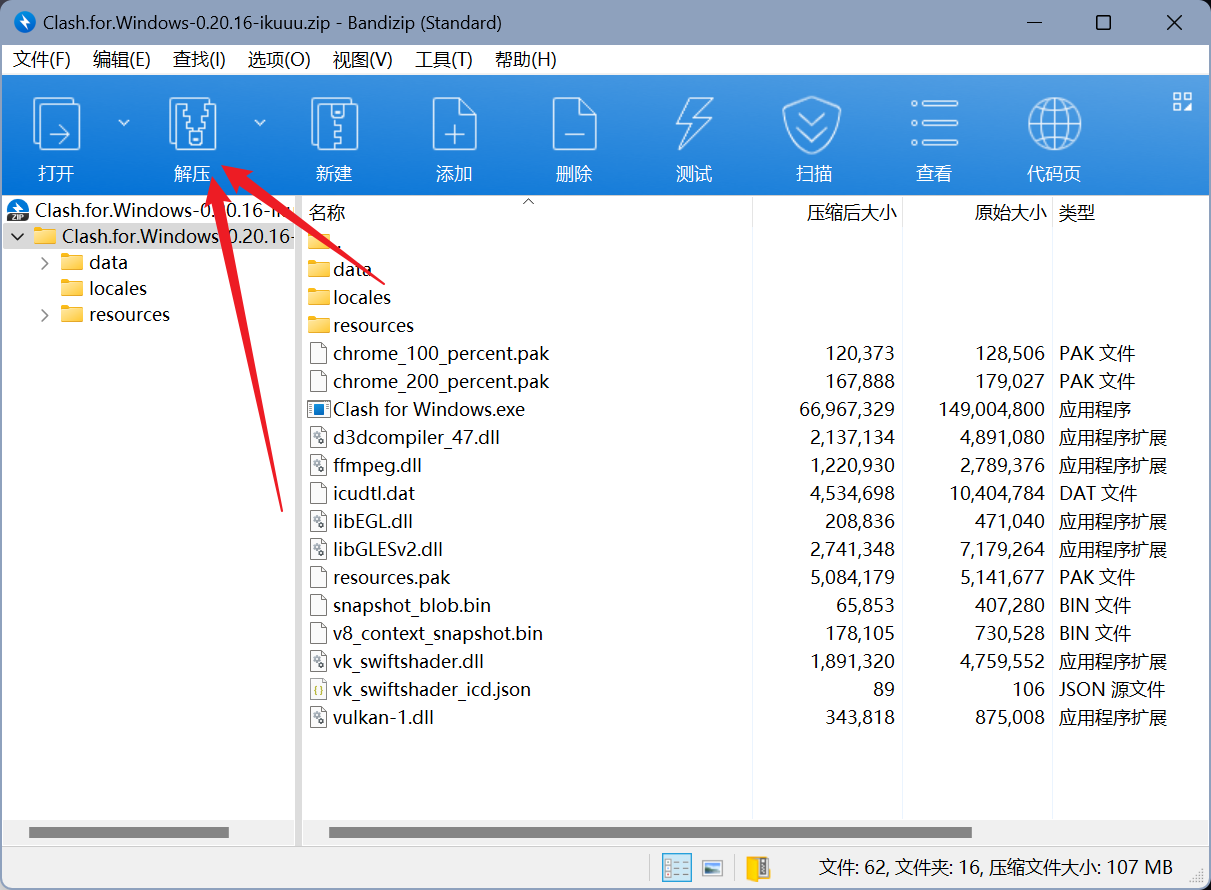 Clash.for.Windows-0.20.16-ikuuu.zip - Bandizip (Standard)
文件(F) 编辑(E) 查找(I) 选项(O) 视图(V) 工具(T) 帮助(H)
打开 解压 新建 添加 删除 测试 扫描 查看 代码页
Clash.for.Windows-0.20.16-iku
Clash.for.Windows-0.20.16-
data
locales
resources
名称 压缩后大小 原始大小 类型
..
data
locales
resources
chrome_100_percent.pak 120,373 128,506 PAK 文件
chrome_200_percent.pak 167,888 179,027 PAK 文件
Clash for Windows.exe 66,967,329 149,004,800 应用程序
d3dcompiler_47.dll 2,137,134 4,891,080 应用程序扩展
ffmpeg.dll 1,220,930 2,789,376 应用程序扩展
icudtl.dat 4,534,698 10,404,784 DAT 文件
libEGL.dll 208,836 471,040 应用程序扩展
libGLESv2.dll 2,741,348 7,179,264 应用程序扩展
resources.pak 5,084,179 5,141,677 PAK 文件
snapshot_blob.bin 65,853 407,280 BIN 文件
v8_context_snapshot.bin 178,105 730,528 BIN 文件
vk_swiftshader.dll 1,891,320 4,759,552 应用程序扩展
vk_swiftshader_icd.json 89 106 JSON 源文件
vulkan-1.dll 343,818 875,008 应用程序扩展
文件: 62, 文件夹: 16, 压缩文件大小: 107 MB